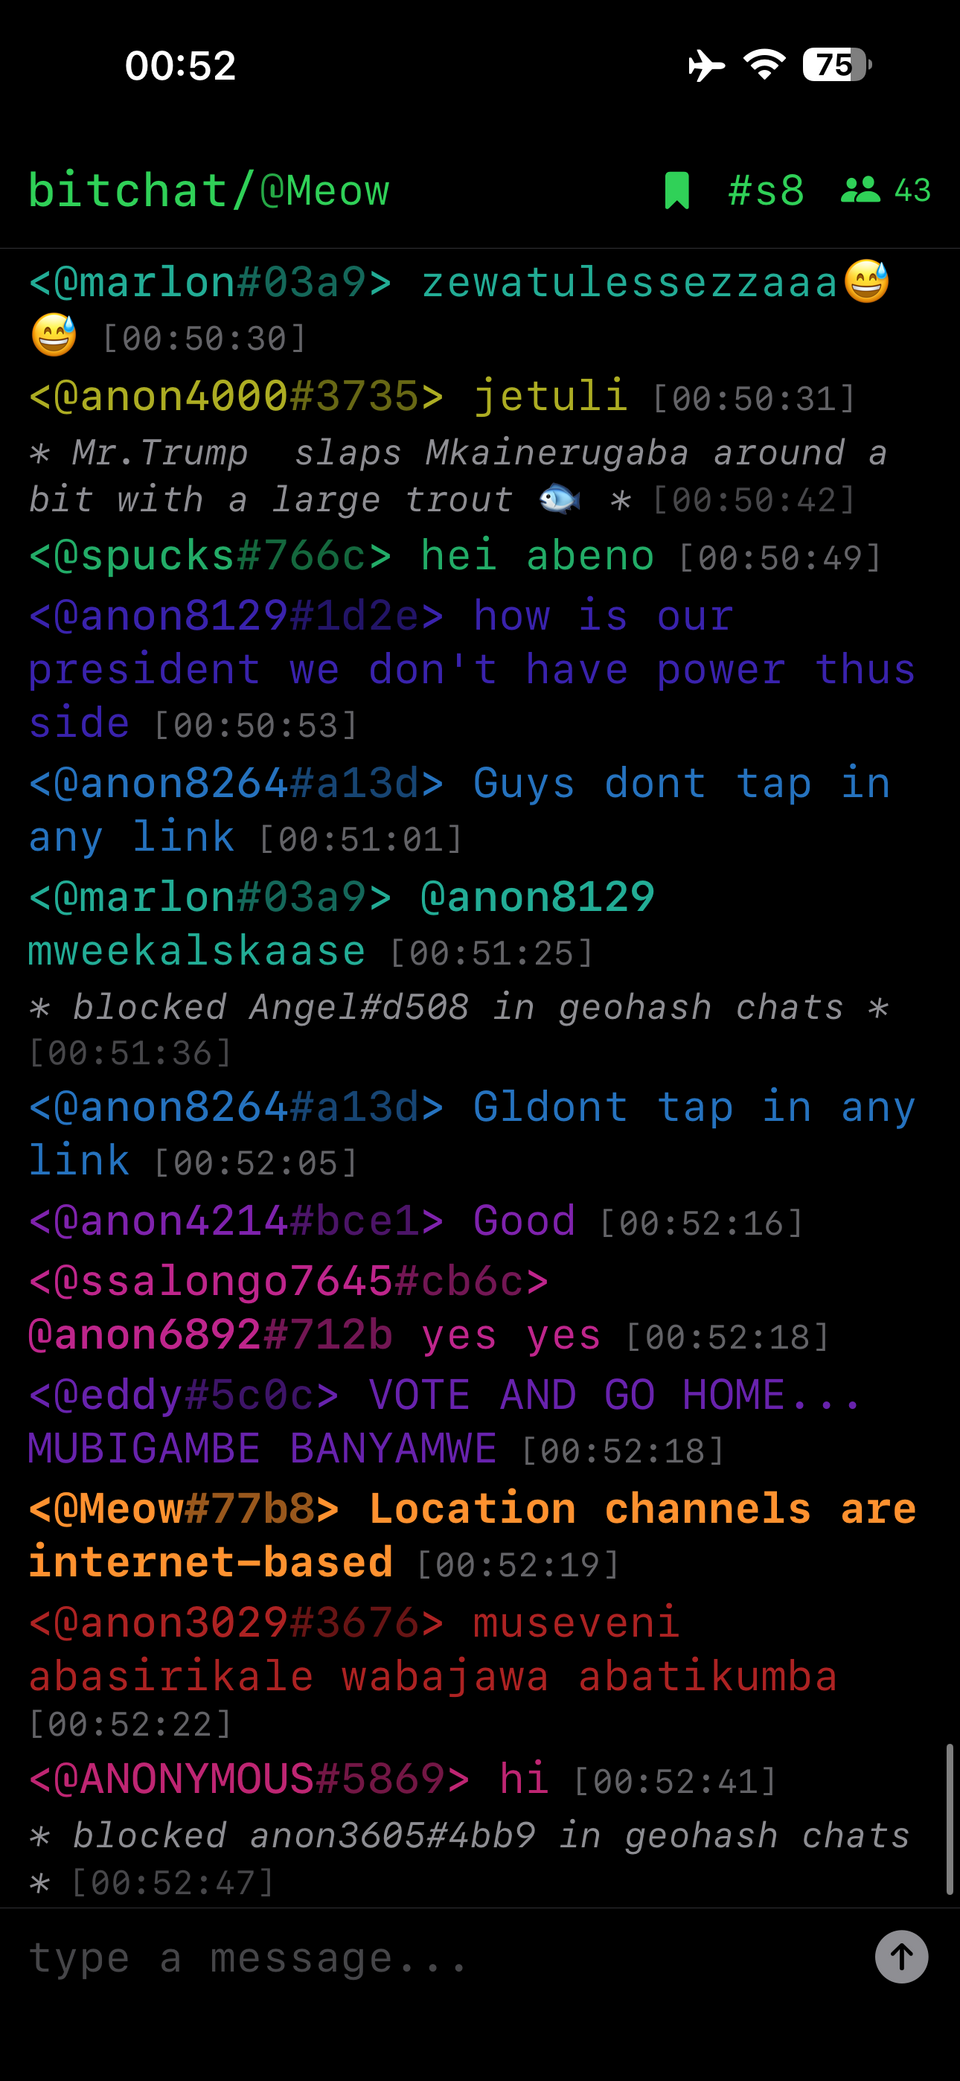 00:52
75
bitchat/@Meow #s8 43
<@marlon#03a9> zewatulessezzaaa😅
😅 [00:50:30]
<@anon4000#3735> jetuli [00:50:31]
* Mr.Trump  slaps Mkainerugaba around a
bit with a large trout 🐟 * [00:50:42]
<@spucks#766c> hei abeno [00:50:49]
<@anon8129#1d2e> how is our
president we don't have power thus
side [00:50:53]
<@anon8264#a13d> Guys dont tap in
any link [00:51:01]
<@marlon#03a9> @anon8129
mweekalskaase [00:51:25]
* blocked Angel#d508 in geohash chats *
[00:51:36]
<@anon8264#a13d> Gldont tap in any
link [00:52:05]
<@anon4214#bce1> Good [00:52:16]
<@ssalongo7645#cb6c>
@anon6892#712b yes yes [00:52:18]
<@eddy#5c0c> VOTE AND GO HOME...
MUBIGAMBE BANYAMWE [00:52:18]
<@Meow#77b8> Location channels are
internet-based [00:52:19]
<@anon3029#3676> museveni
abasirikale wabajawa abatikumba
[00:52:22]
<@ANONYMOUS#5869> hi [00:52:41]
* blocked anon3605#4bb9 in geohash chats
* [00:52:47]
type a message...